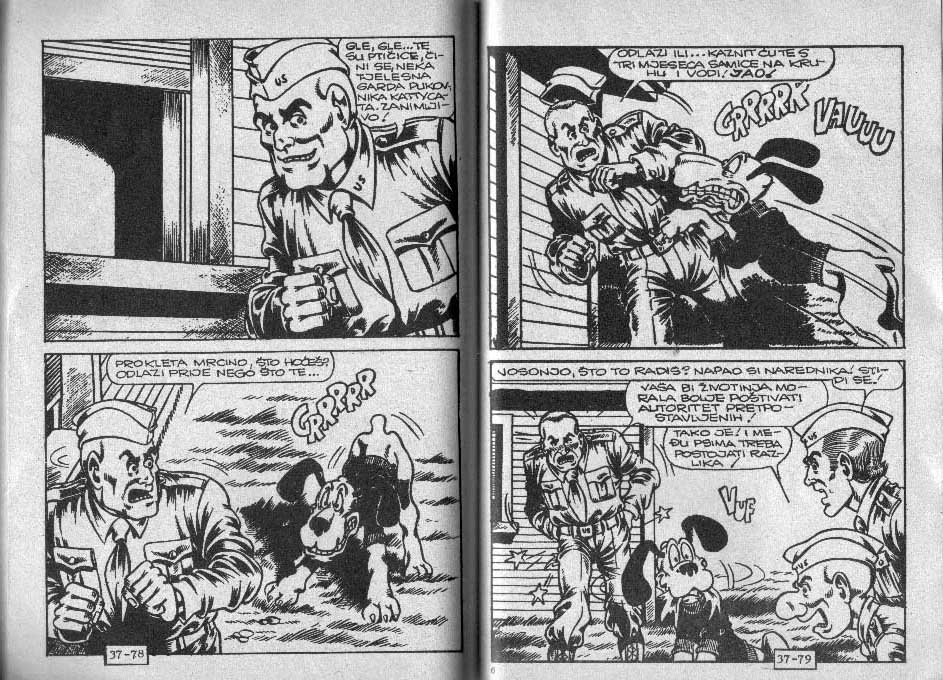 GLE, GLE...TE
SU PTIČICE, ČI-
NI SE, NEKA
TJELESNA
GARDA PUKOV-
NIKA KATTYCA-
TA. ZANIMLJI-
VO!
US
US
PROKLETA MRCINO, ŠTO HOĆEŠ?
ODLAZI PRIJE NEGO ŠTO TE...
GRRRRR
37-78
ODLAZI ILI...KAZNIT ĆU TE S
TRI MJESECA SAMICE NA KRU-
HU I VODI! JAO!
GRRRRR
VAUUU
VOSONJO, ŠTO TO RADIŠ? NAPAO SI NAREDNIKA! STI-
DI SE!
VAŠA BI ŽIVOTINJA MO-
RALA BOLJE POŠTIVATI
AUTORITET PRETPO-
STAVLJENIH!
TAKO JE! I ME-
ĐU PSIMA TREBA
POSTOJATI RAZ-
LIKA!
VUF
US
37-79
6